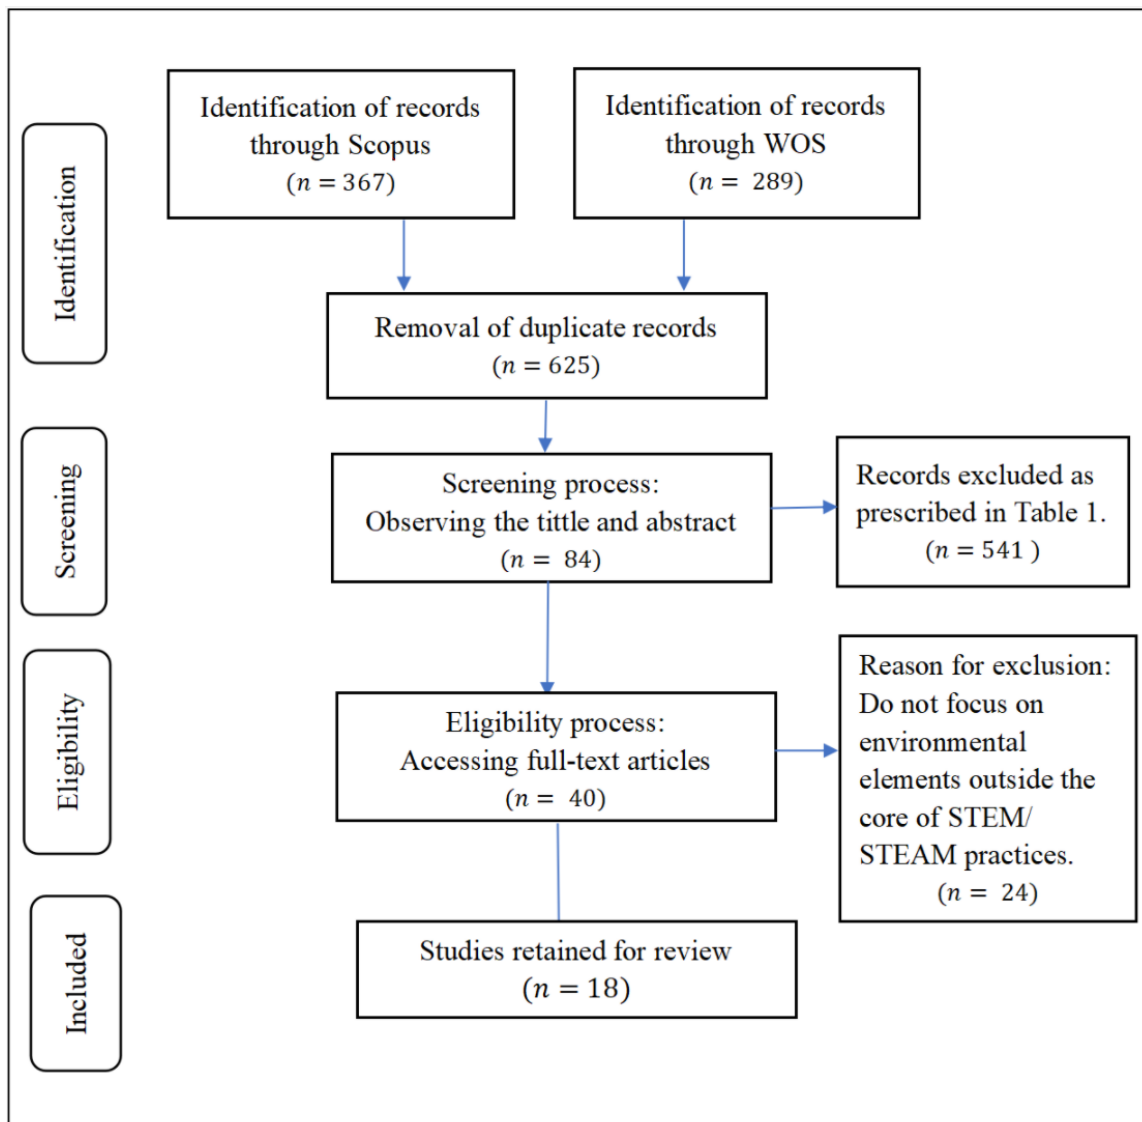 Identification of records
through Scopus
(n = 367)
Identification of records
through WOS
(n = 289)
Identification
Removal of duplicate records
(n = 625)
Screening
Screening process:
Observing the tittle and abstract
(n = 84)
Records excluded as
prescribed in Table 1.
(n = 541 )
Eligibility
Eligibility process:
Accessing full-text articles
(n = 40)
Reason for exclusion:
Do not focus on
environmental
elements outside the
core of STEM/
STEAM practices.
(n = 24)
Included
Studies retained for review
(n = 18)